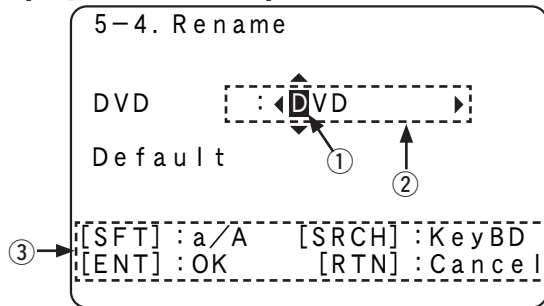 5-4. Rename
DVD : ◀DVD ▶
Default
① ②
③ [SFT] : a/A [SRCH] : KeyBD
[ENT] : OK [RTN] : Cancel